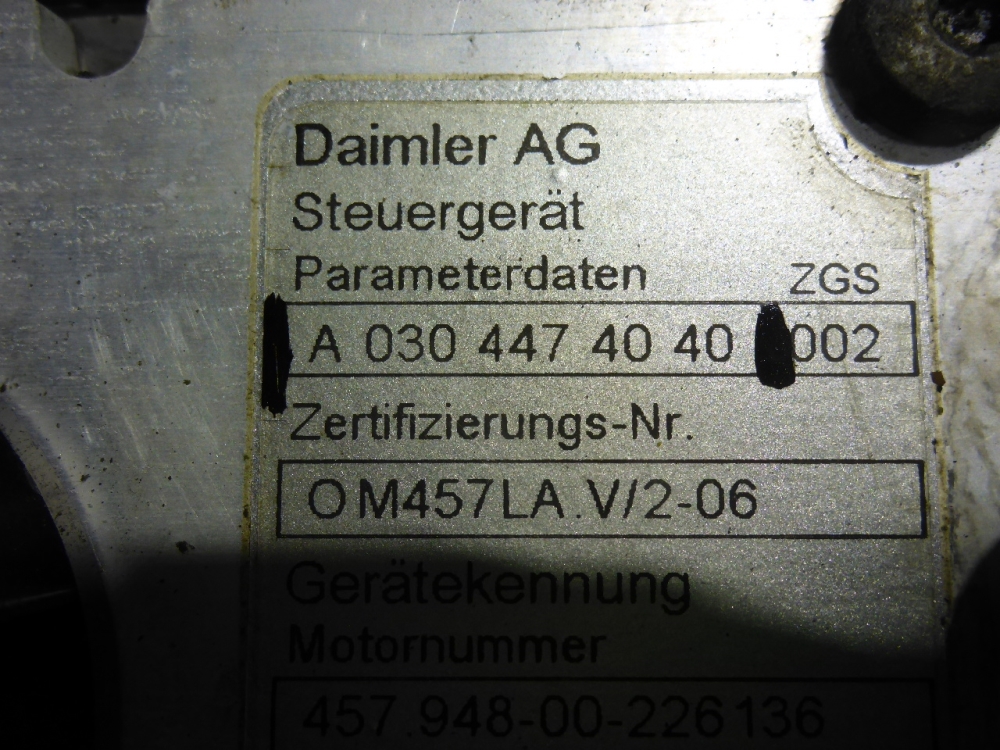 Daimler AG
Steuergerät
Parameterdaten ZGS
A 030 447 40 40 002
Zertifizierungs-Nr.
OM457LA.V/2-06
Gerätekennung
Motornummer
457.948-00-226136